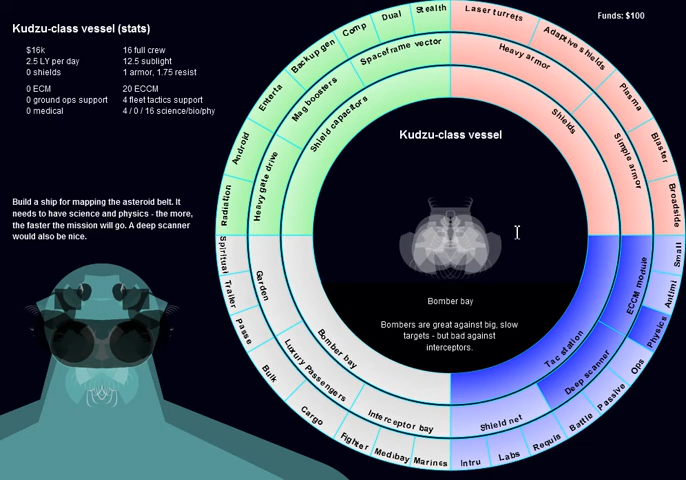 Kudzu-class vessel (stats)
Funds: $100
$16k
16 full crew
2.5 LY per day
12.5 sublight
0 shields
1 armor, 1.75 resist
0 ECM
20 ECCM
0 ground ops support
4 fleet tactics support
0 medical
4 / 0 / 16 science/bio/phy
Build a ship for mapping the asteroid belt. It
needs to have science and physics - the more,
the faster the mission will go. A deep scanner
would also be nice.
Kudzu-class vessel
Bomber bay
Bombers are great against big, slow
targets - but bad against
interceptors.
Radiation
Android
Enterta
Backup gen
Comp
Dual
Stealth
Laser turrets
Adaptive shields
Plasma
Blaster
Broadside
Small
Antimi
Physics
Ops
Passive
Battle
Requis
Labs
Intru
Marines
Medibay
Fighter
Cargo
Bulk
Passe
Trailer
Spiritual
Heavy gate drive
Mag boosters
Spaceframe vector
Heavy armor
Simple armor
ECCM module
Deep scanner
Shield net
Interceptor bay
Luxury Passengers
Garden
Shield capacitors
Shields
Tac station
Bomber bay